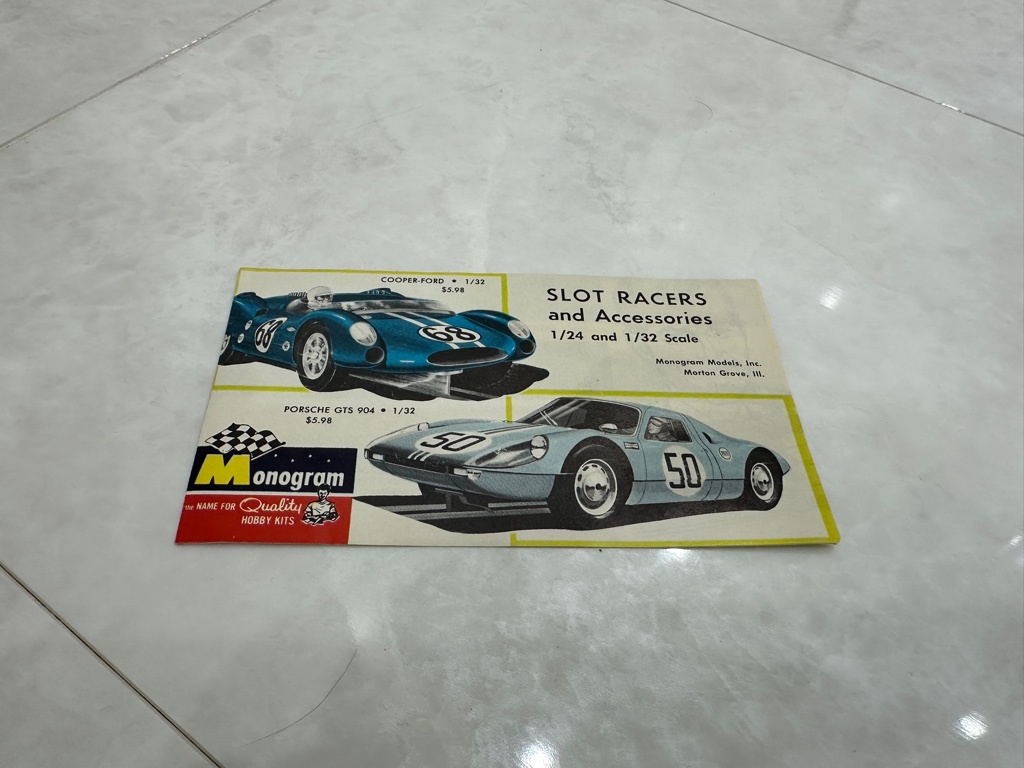 COOPER-FORD • 1/32
$5.98
68
68
SLOT RACERS
and Accessories
1/24 and 1/32 Scale
Monogram Models, Inc.
Morton Grove, Ill.
PORSCHE GTS 904 • 1/32
$5.98
50
50
Monogram
the NAME FOR Quality
HOBBY KITS